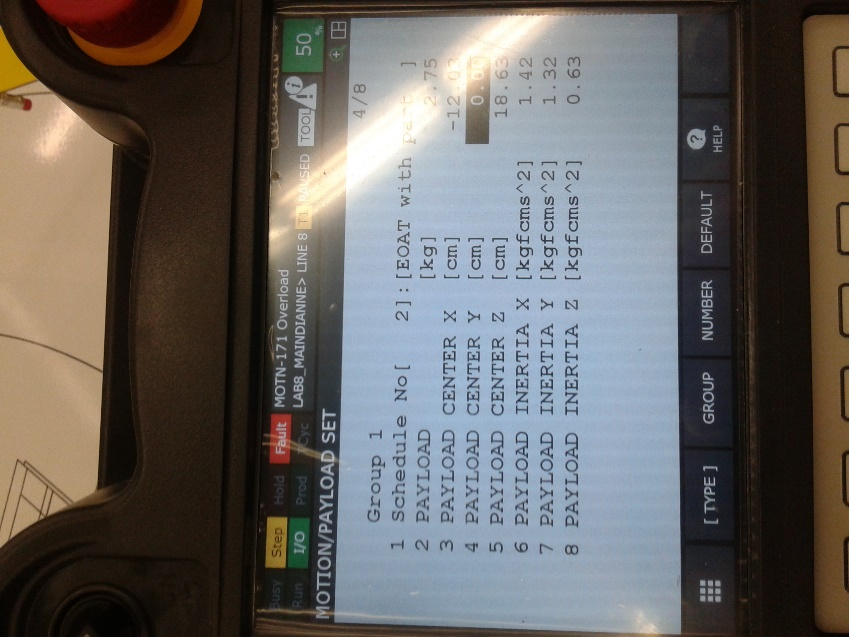 Busy Step Hold Fault MOTN-171 Overload
Run I/O Prod TCyc LAB8_MAINDIANNE> LINE 8 T1 PAUSED TOOL 50 %
MOTION/PAYLOAD SET
4/8
Group 1
1 Schedule No[ 2]:[EOAT with part ]
2 PAYLOAD [kg] 2.75
3 PAYLOAD CENTER X [cm]
4 PAYLOAD CENTER Y [cm]
5 PAYLOAD CENTER Z [cm] 18.63
6 PAYLOAD INERTIA X [kgfcms^2] 1.42
7 PAYLOAD INERTIA Y [kgfcms^2] 1.32
8 PAYLOAD INERTIA Z [kgfcms^2] 0.63
[ TYPE ] GROUP NUMBER DEFAULT ? HELP